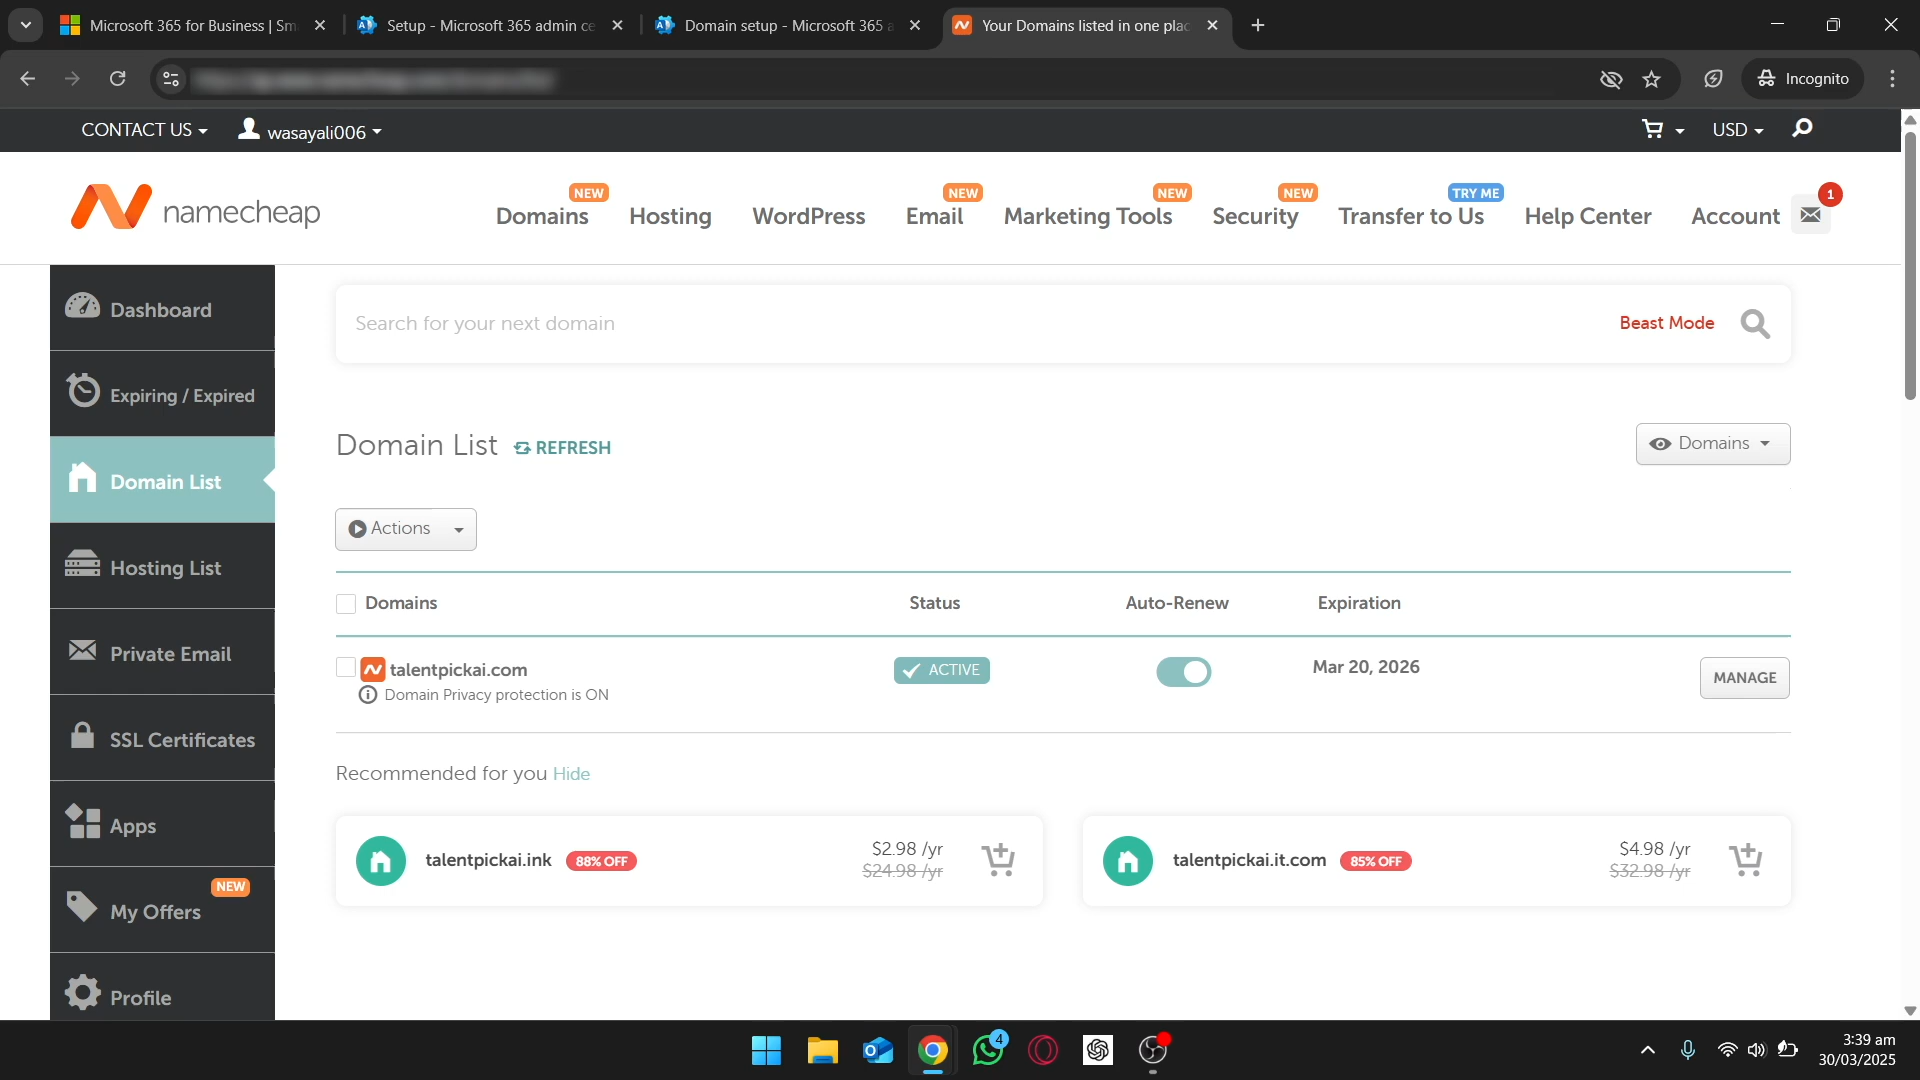 Microsoft 365 for Business | Sm
Setup - Microsoft 365 admin ce
Domain setup - Microsoft 365 a
Your Domains listed in one plac
Incognito
CONTACT US
wasayali006
USD
namecheap
NEW
Domains
Hosting
WordPress
NEW
Email
NEW
Marketing Tools
NEW
Security
TRY ME
Transfer to Us
Help Center
Account
1
Dashboard
Expiring / Expired
Domain List
Hosting List
Private Email
SSL Certificates
Apps
NEW
My Offers
Profile
Search for your next domain
Beast Mode
Domain List
REFRESH
Domains
Actions
Domains Status Auto-Renew Expiration
talentpickai.com
ACTIVE
Mar 20, 2026
MANAGE
Domain Privacy protection is ON
Recommended for you Hide
talentpickai.ink 88% OFF
$2.98 /yr
$24.98 /yr
talentpickai.it.com 85% OFF
$4.98 /yr
$32.98 /yr
4
3:39 am
30/03/2025